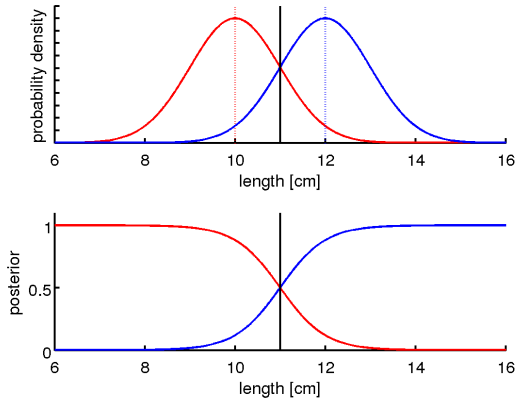 probability density
6 8 10 12 14 16
length [cm]
posterior
1
0.5
0
6 8 10 12 14 16
length [cm]